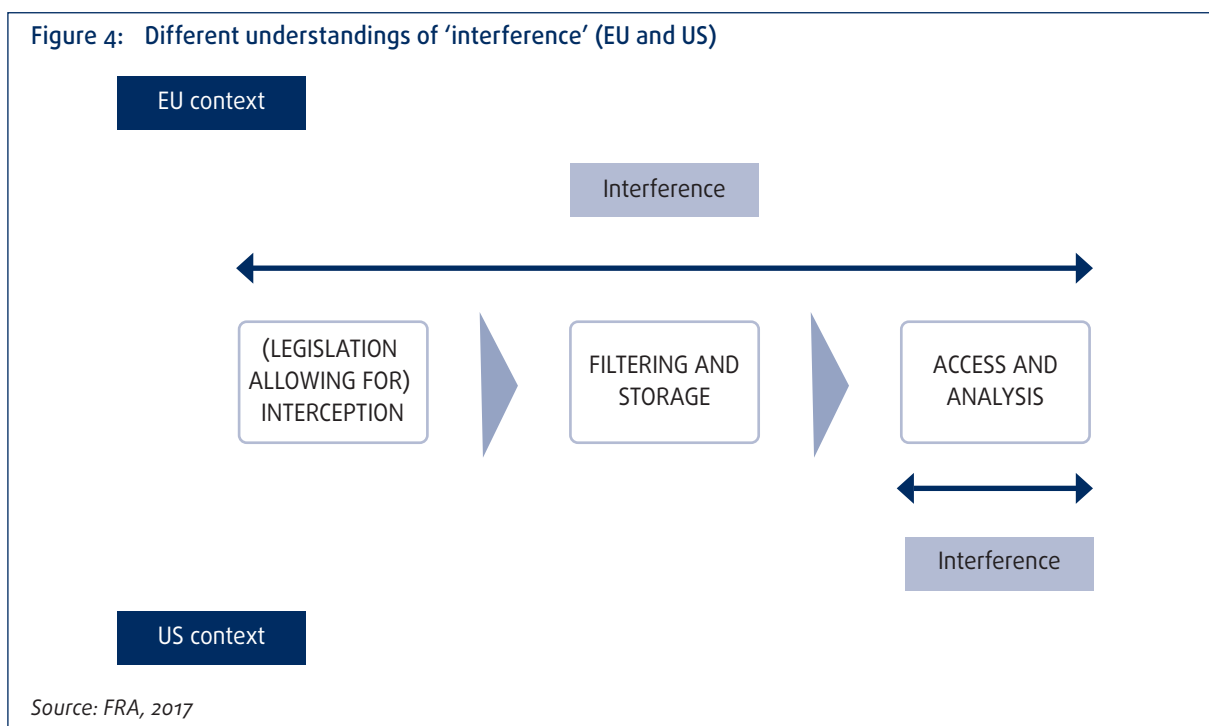 Figure 4: Different understandings of ‘interference’ (EU and US)
EU context
Interference
(LEGISLATION
ALLOWING FOR)
INTERCEPTION
FILTERING AND
STORAGE
ACCESS AND
ANALYSIS
Interference
US context
Source: FRA, 2017